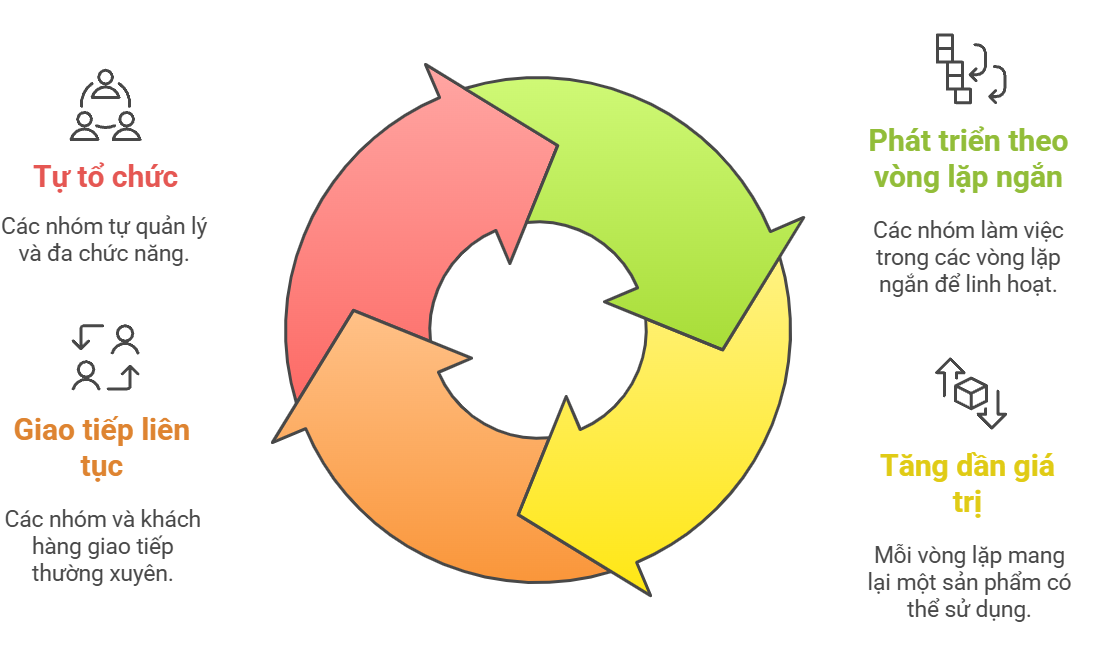 Tự tổ chức
Các nhóm tự quản lý
và đa chức năng.
Giao tiếp liên
tục
Các nhóm và khách
hàng giao tiếp
thường xuyên.
Phát triển theo
vòng lặp ngắn
Các nhóm làm việc
trong các vòng lặp
ngắn để linh hoạt.
Tăng dần giá
trị
Mỗi vòng lặp mang
lại một sản phẩm có
thể sử dụng.